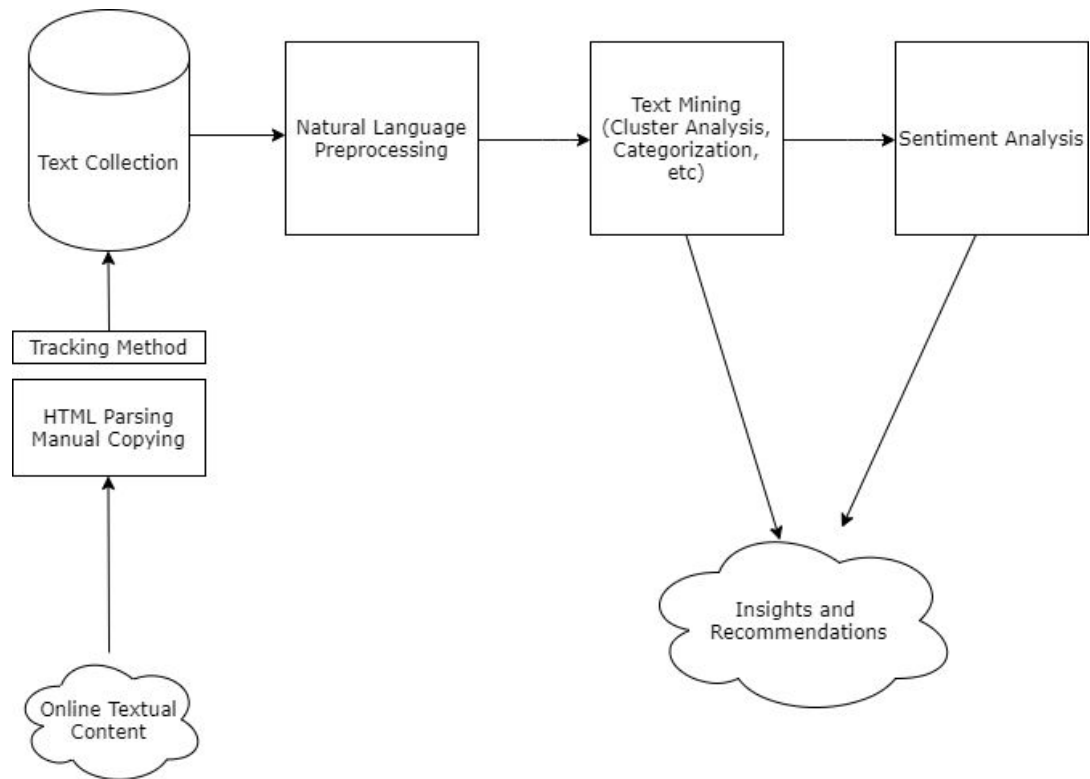 Text Collection
Natural Language
Preprocessing
Text Mining
(Cluster Analysis,
Categorization,
etc)
Sentiment Analysis
Tracking Method
HTML Parsing
Manual Copying
Insights and
Recommendations
Online Textual
Content